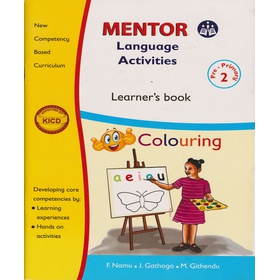 New
Competency
Based
Curriculum
MENTOR
Language
Activities
Pre - Primary
2
Learner's book
KICD
Colouring
a e i o u
Developing core
competencies by:
• Learning
experiences
• Hands on
activities
F. Namu • J. Gathogo • M. Githendu